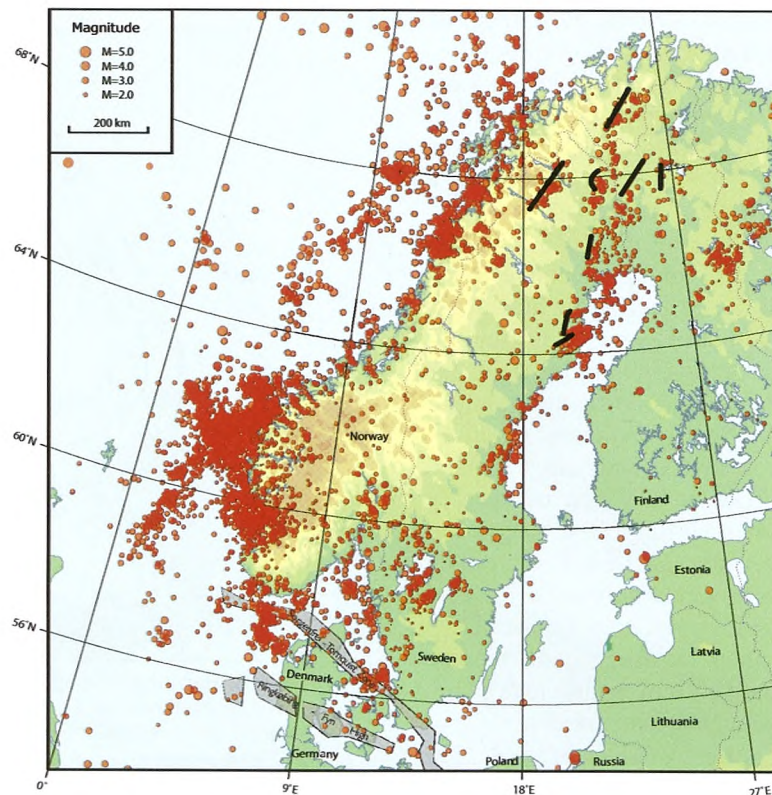 Magnitude
M=5.0
M=4.0
M=3.0
M=2.0
200 km
68°N
64°N
60°N
56°N
Norway
Finland
Estonia
Sweden
Latvia
Denmark
Tornquist Zone
Ringkøbing
Fyn High
Lithuania
Germany
Poland
Russia
0°
9°E
18°E
27°E